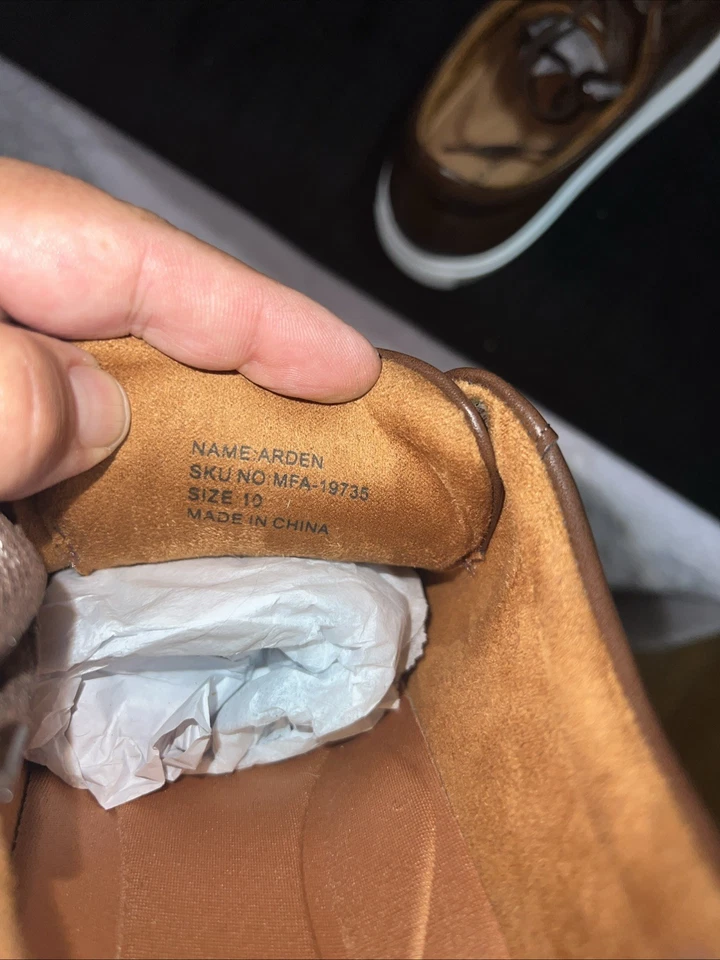 NAME:ARDEN
SKU NO:MFA-19735
SIZE 10
MADE IN CHINA